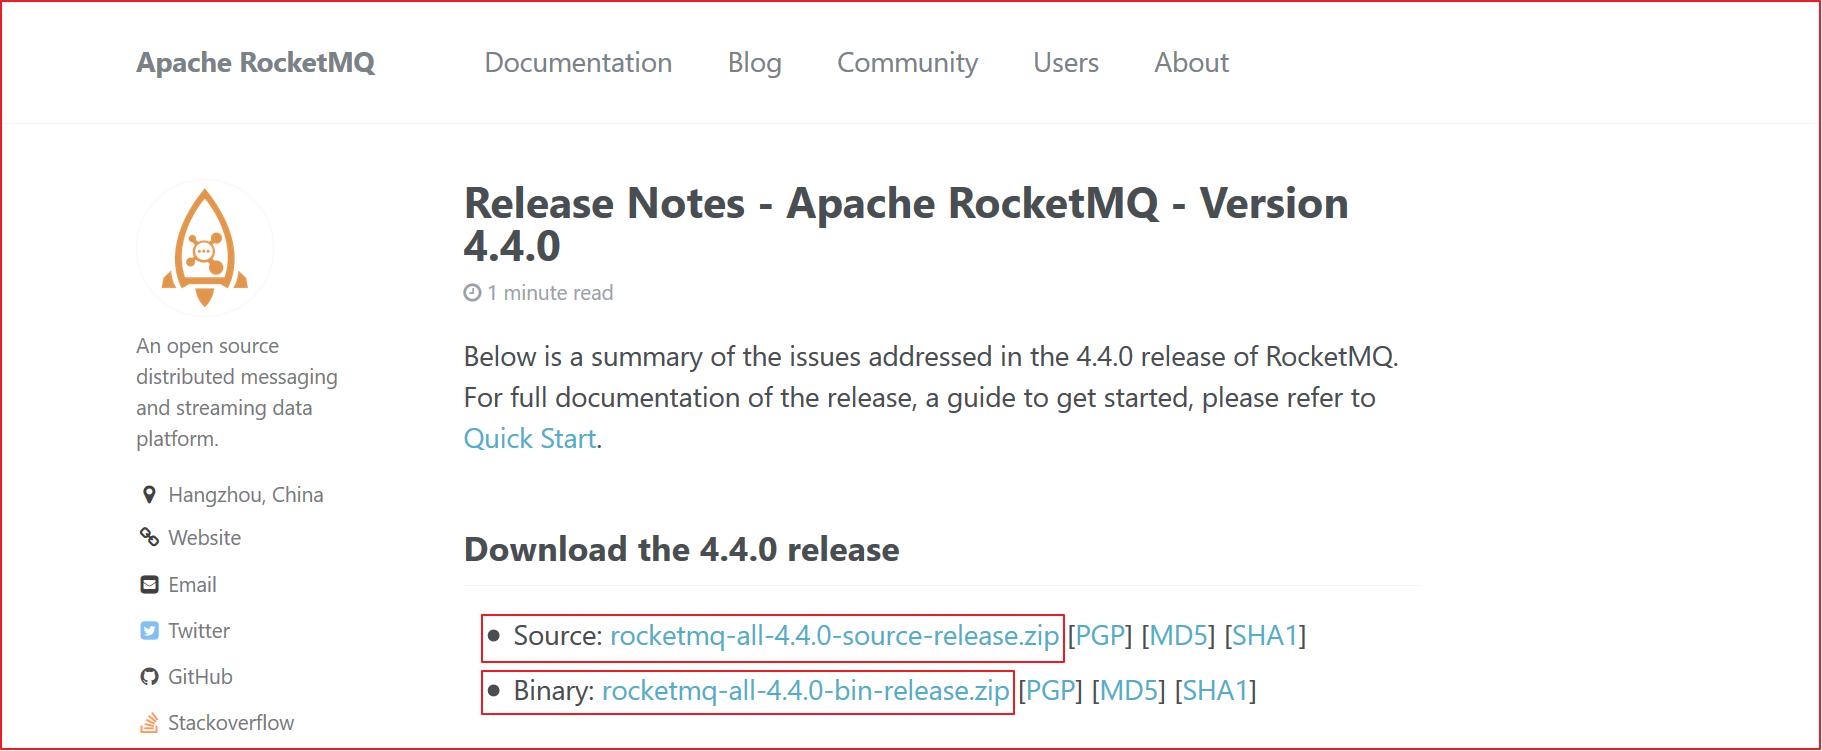 Apache RocketMQ Documentation Blog Community Users About
An open source
distributed messaging
and streaming data
platform.
Hangzhou, China
Website
Email
Twitter
GitHub
Stackoverflow
Release Notes - Apache RocketMQ - Version
4.4.0
1 minute read
Below is a summary of the issues addressed in the 4.4.0 release of RocketMQ.
For full documentation of the release, a guide to get started, please refer to
Quick Start.
Download the 4.4.0 release
• Source: rocketmq-all-4.4.0-source-release.zip [PGP] [MD5] [SHA1]
• Binary: rocketmq-all-4.4.0-bin-release.zip [PGP] [MD5] [SHA1]